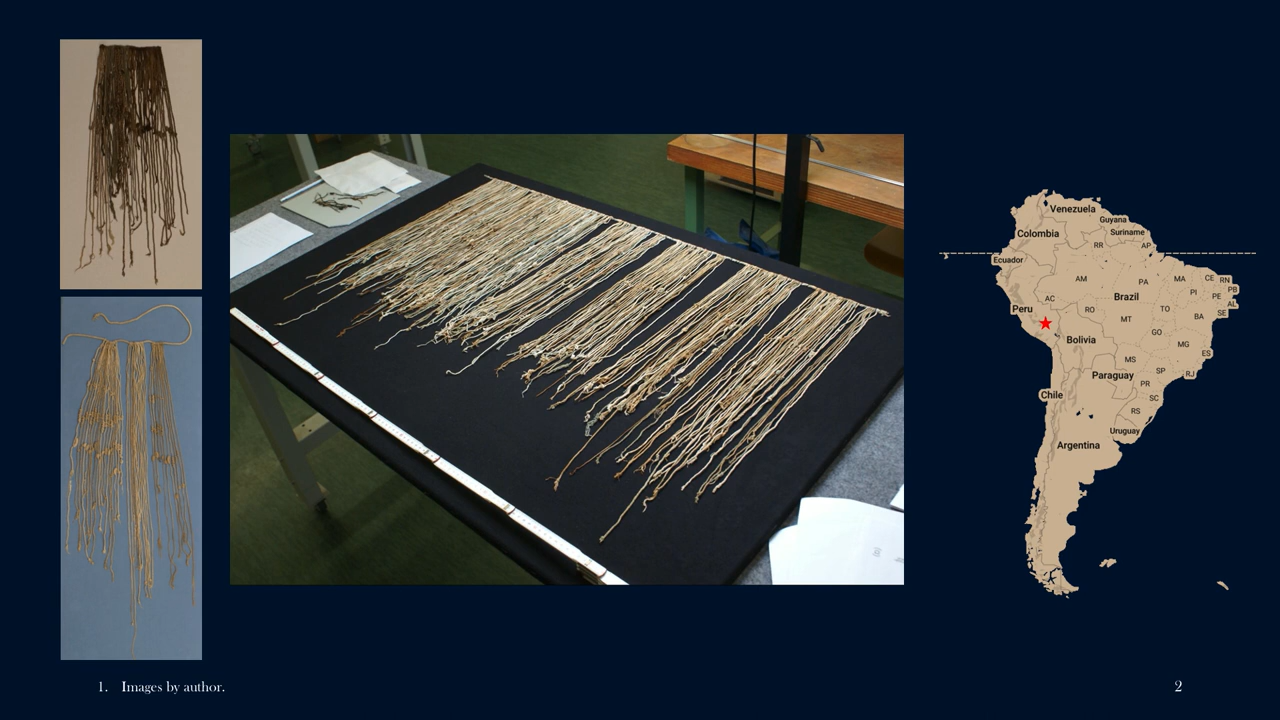 Venezuela
Guyana
Colombia
Suriname
RR
AP
Ecuador
AM
PA
MA
CE
RN
PB
PI
PE
AL
AC
Brazil
Peru
RO
TO
SE
MT
BA
GO
Bolivia
MG
ES
MS
SP
RJ
Paraguay
PR
Chile
SC
RS
Uruguay
Argentina
1. Images by author.
2